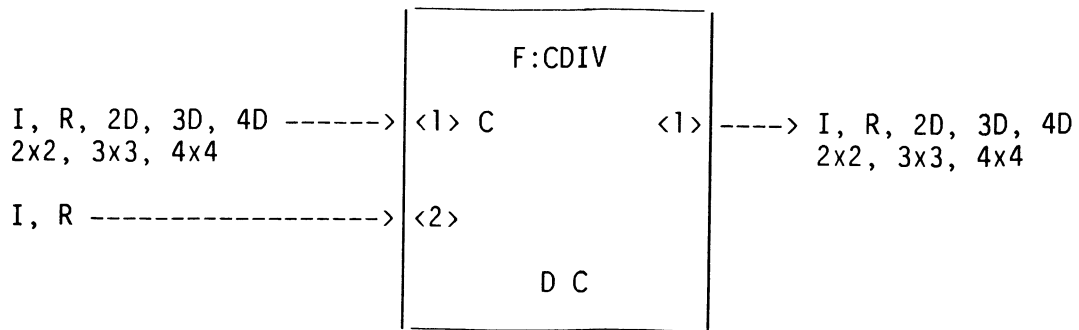 F:CDIV
I, R, 2D, 3D, 4D ------> <1> C <1> ----> I, R, 2D, 3D, 4D
2x2, 3x3, 4x4 2x2, 3x3, 4x4
I, R ------------------> <2>
D C